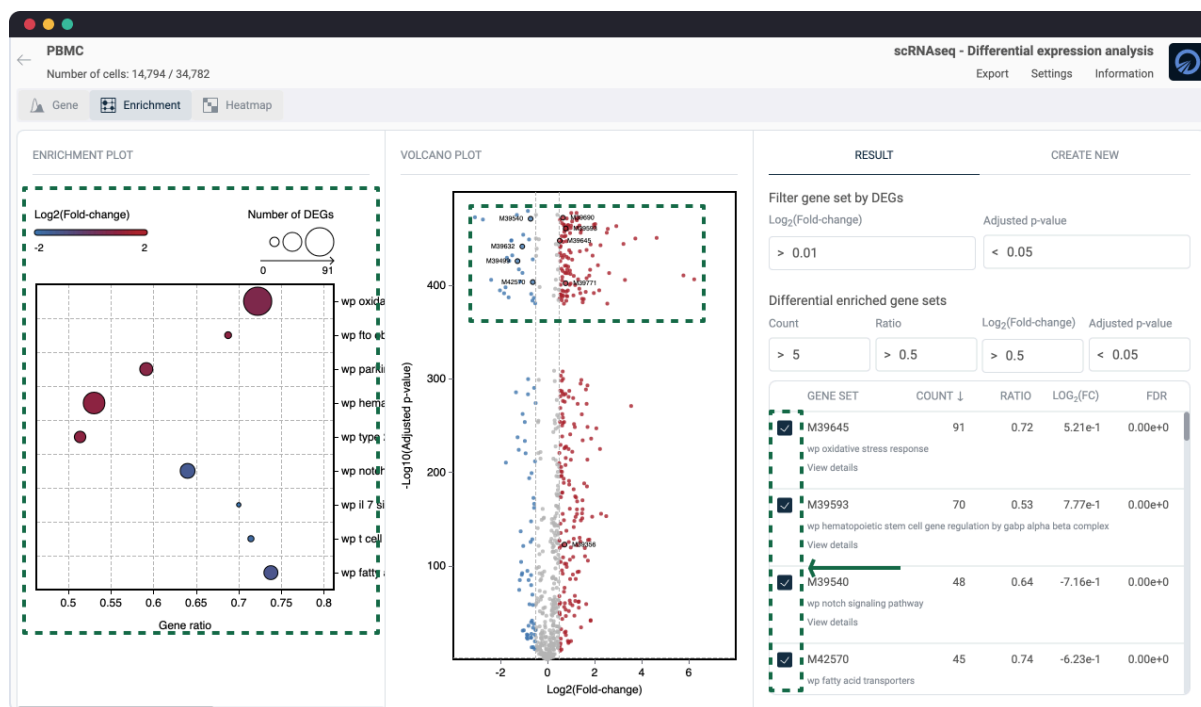 PBMC
Number of cells: 14,794 / 34,782
scRNAseq - Differential expression analysis
Export Settings Information
Gene Enrichment Heatmap
ENRICHMENT PLOT
Log2(Fold-change)
-2 2
Number of DEGs
0 91
wp oxida
wp fto ob
wp parki
wp hema
wp type
wp notch
wp il 7 si
wp t cell
wp fatty a
0.5 0.55 0.6 0.65 0.7 0.75 0.8
Gene ratio
VOLCANO PLOT
-Log10(Adjusted p-value)
400
300
200
100
M39540
M39690
M39593
M39645
M39632
M42570
M39771
-2 0 2 4 6
Log2(Fold-change)
RESULT CREATE NEW
Filter gene set by DEGs
Log2(Fold-change) Adjusted p-value
> 0.01 < 0.05
Differential enriched gene sets
Count Ratio Log2(Fold-change) Adjusted p-value
> 5 > 0.5 > 0.5 < 0.05
GENE SET COUNT ↓ RATIO LOG2(FC) FDR
M39645 91 0.72 5.21e-1 0.00e+0
wp oxidative stress response
View details
M39593 70 0.53 7.77e-1 0.00e+0
wp hematopoietic stem cell gene regulation by gabp alpha beta complex
View details
M39540 48 0.64 -7.16e-1 0.00e+0
wp notch signaling pathway
View details
M42570 45 0.74 -6.23e-1 0.00e+0
wp fatty acid transporters